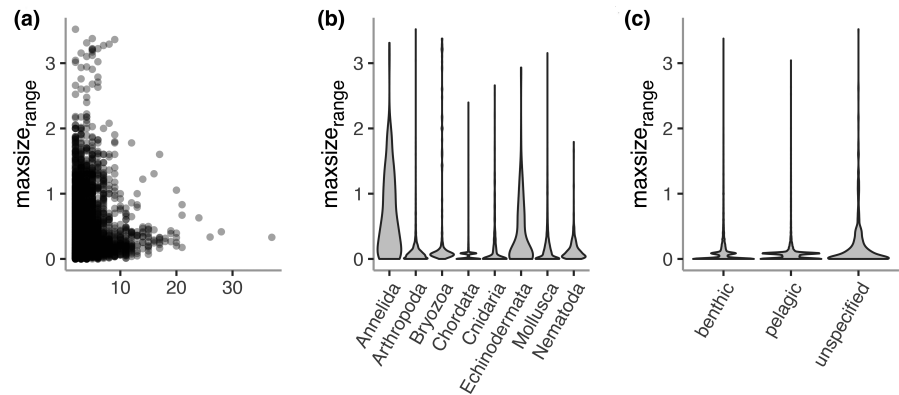 (a)
maxsize_range
3
2
1
0
10 20 30
(b)
maxsize_range
3
2
1
0
Annelida
Arthropoda
Bryozoa
Chordata
Cnidaria
Echinodermata
Mollusca
Nematoda
(c)
maxsize_range
3
2
1
0
benthic
pelagic
unspecified